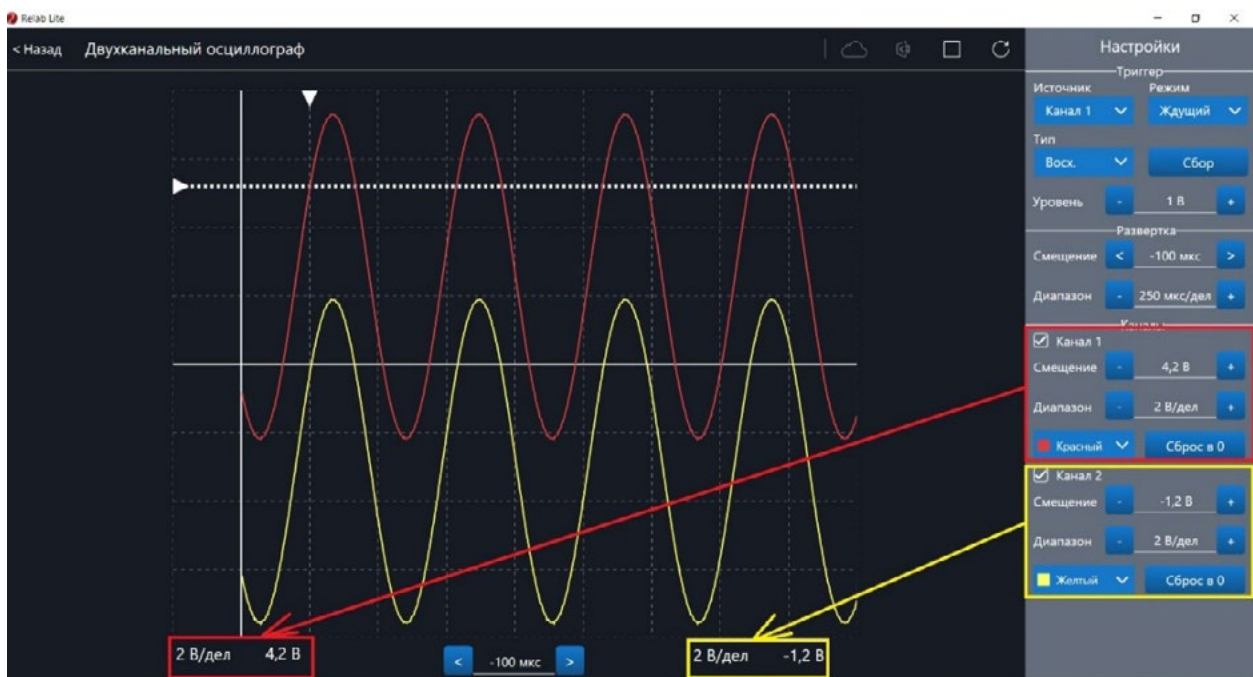 Relab Lite
< Назад Двухканальный осциллограф
Настройки
Триггер
Источник Режим
Канал 1 Ждущий
Тип
Восх. Сбор
Уровень - 1 В +
Развертка
Смещение < -100 мкс >
Диапазон - 250 мкс/дел +
Каналы
Канал 1
Смещение - 4,2 В +
Диапазон - 2 В/дел +
Красный Сброс в 0
Канал 2
Смещение - -1,2 В +
Диапазон - 2 В/дел +
Желтый Сброс в 0
2 В/дел 4,2 В < -100 мкс > 2 В/дел -1,2 В